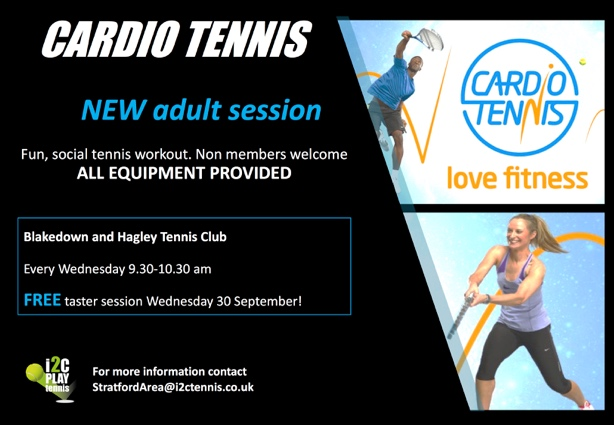 CARDIO TENNIS
NEW adult session
Fun, social tennis workout. Non members welcome
ALL EQUIPMENT PROVIDED
Blakedown and Hagley Tennis Club
Every Wednesday 9.30-10.30 am
FREE taster session Wednesday 30 September!
i2c
PLAY
tennis
For more information contact
StratfordArea@i2ctennis.co.uk
CARDIO
TENNIS
love fitness